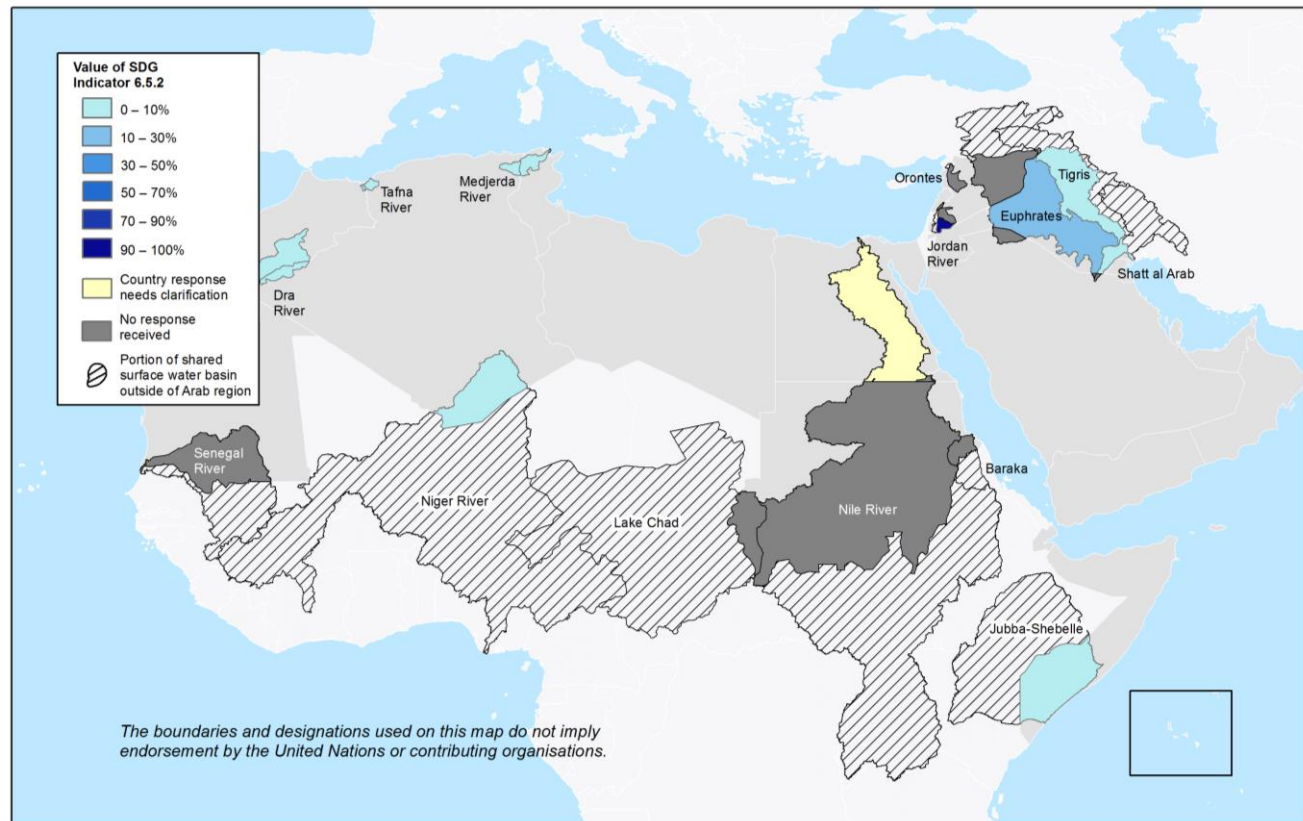 Value of SDG
Indicator 6.5.2
0 – 10%
10 – 30%
30 – 50%
50 – 70%
70 – 90%
90 – 100%
Country response
needs clarification
No response
received
Portion of shared
surface water basin
outside of Arab region
Tafna
River
Medjerda
River
Dra
River
Orontes
Tigris
Euphrates
Jordan
River
Shatt al Arab
Senegal
River
Niger River
Lake Chad
Nile River
Baraka
Jubba-Shebelle
The boundaries and designations used on this map do not imply
endorsement by the United Nations or contributing organisations.